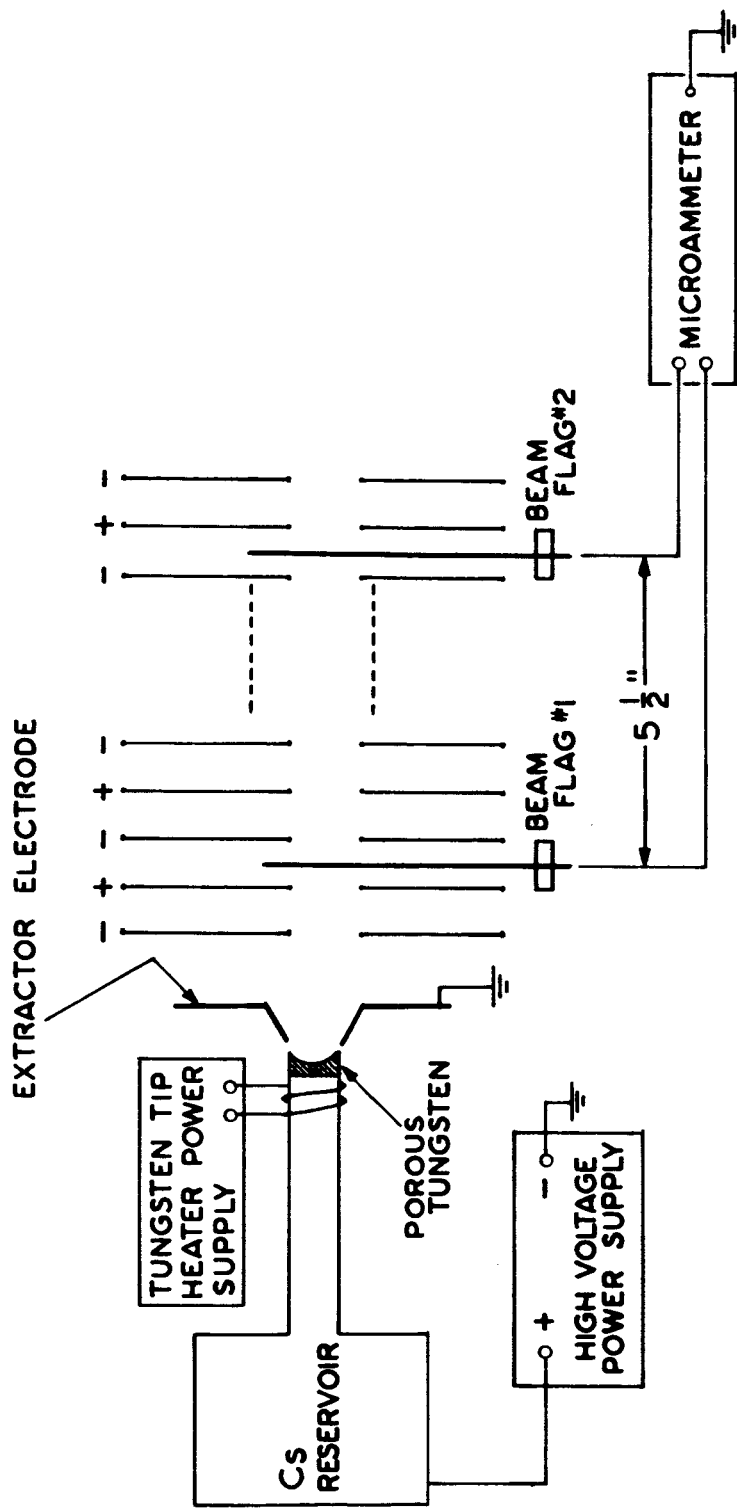 EXTRACTOR ELECTRODE
− + − + − − + −
TUNGSTEN TIP
HEATER POWER
SUPPLY
Cs
RESERVOIR
POROUS
TUNGSTEN
BEAM
FLAG #1
BEAM
FLAG #2
5 1/2"
+ −
HIGH VOLTAGE
POWER SUPPLY
MICROAMMETER